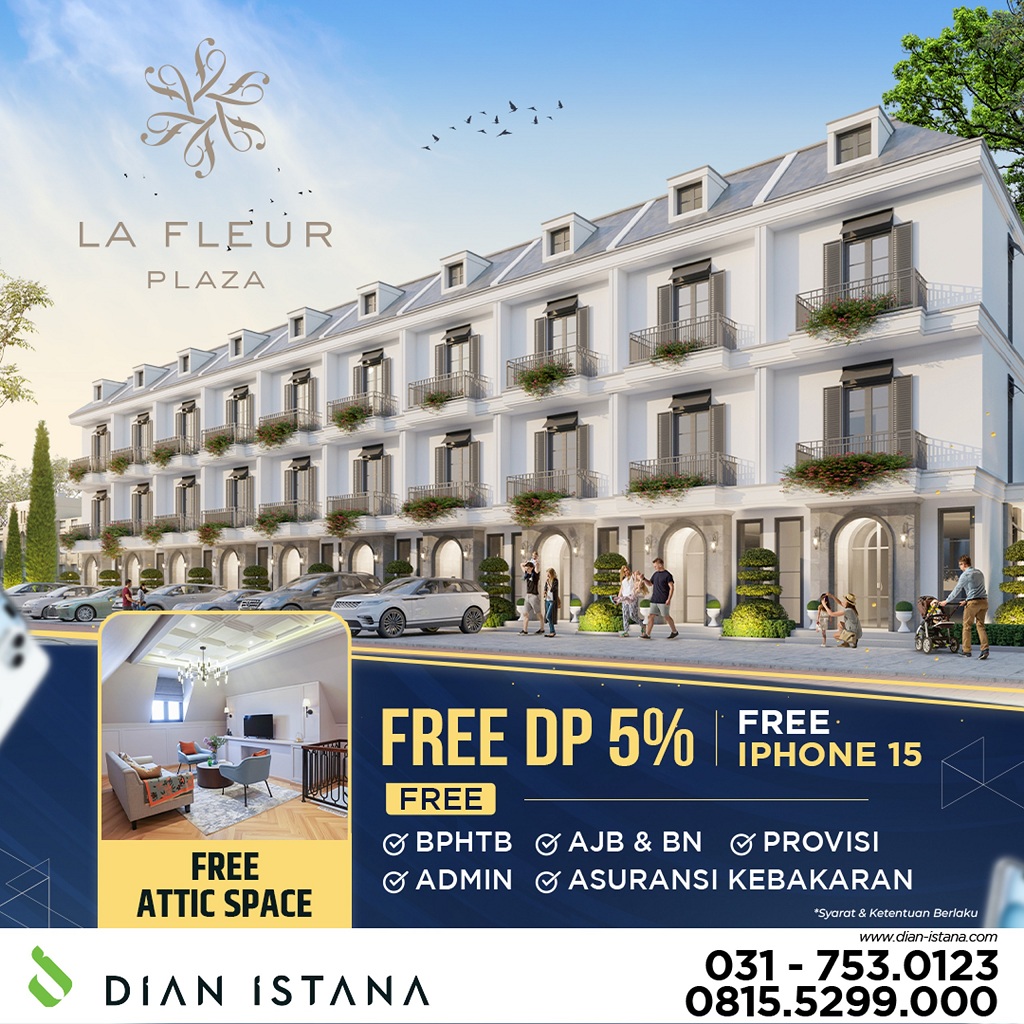 LA FLEUR
PLAZA
FREE DP 5%
FREE
IPHONE 15
FREE
BPHTB
AJB & BN
PROVISI
ADMIN
ASURANSI KEBAKARAN
FREE
ATTIC SPACE
*Syarat & Ketentuan Berlaku
www.dian-istana.com
DIAN ISTANA
031 - 753.0123
0815.5299.000